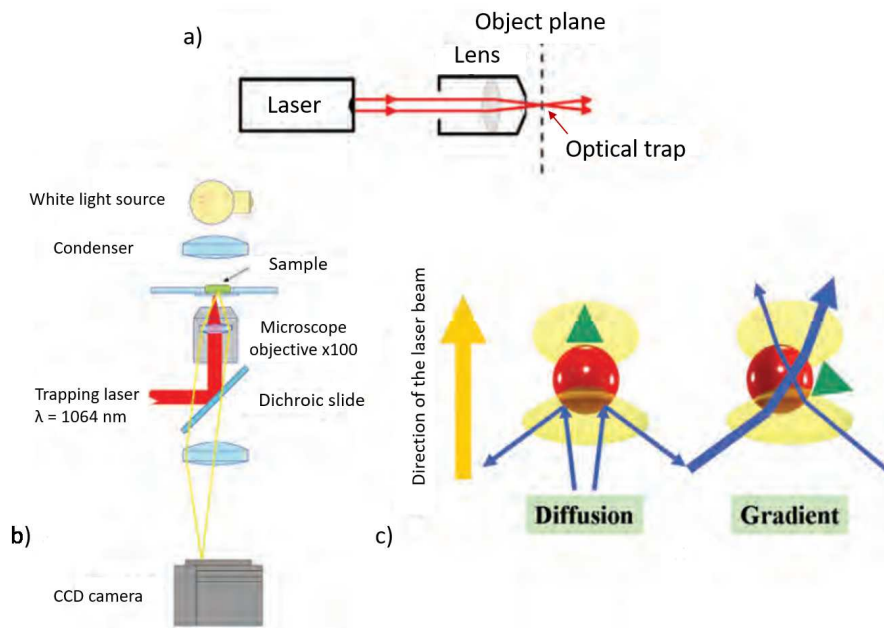 a)
Object plane
Lens
Laser
Optical trap
White light source
Condenser
Sample
Microscope
objective x100
Trapping laser
λ = 1064 nm
Dichroic slide
b)
CCD camera
Direction of the laser beam
Diffusion
Gradient
c)